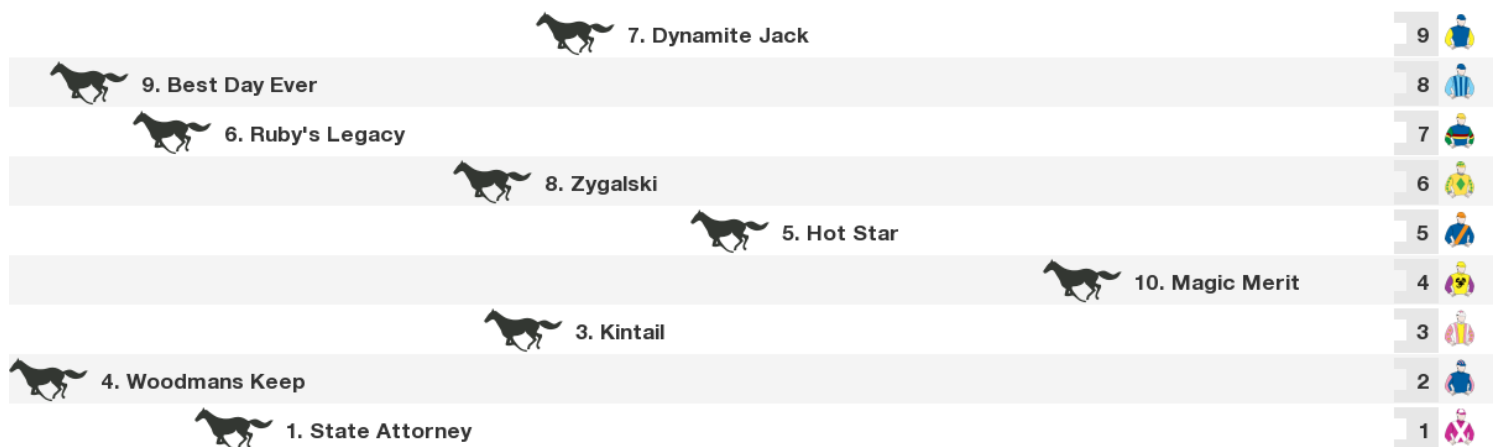 7. Dynamite Jack 9
9. Best Day Ever 8
6. Ruby's Legacy 7
8. Zygalski 6
5. Hot Star 5
10. Magic Merit 4
3. Kintail 3
4. Woodmans Keep 2
1. State Attorney 1